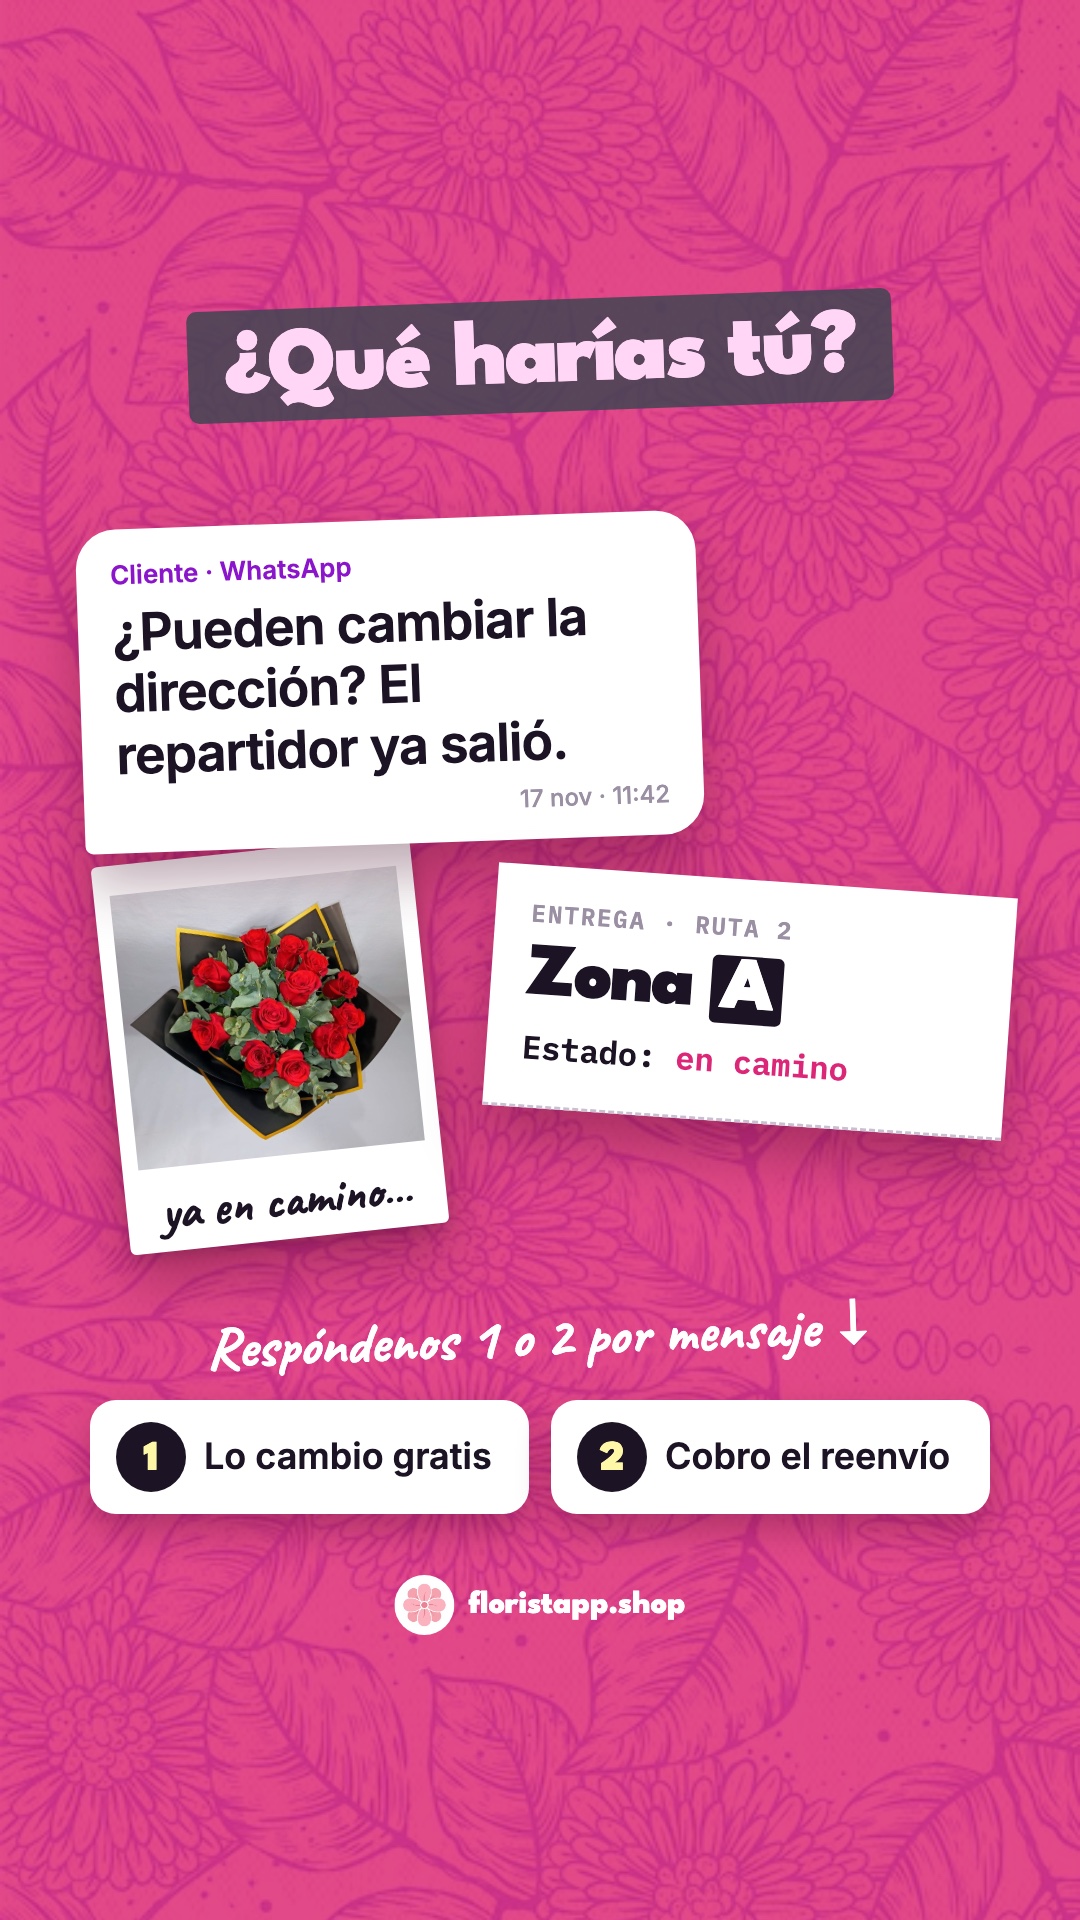 ¿Qué harías tú?
Cliente · WhatsApp
¿Pueden cambiar la
dirección? El
repartidor ya salió.
17 nov · 11:42
ENTREGA · RUTA 2
Zona A
Estado: en camino
ya en camino...
Respóndenos 1 o 2 por mensaje ↓
1 Lo cambio gratis
2 Cobro el reenvío
floristapp.shop